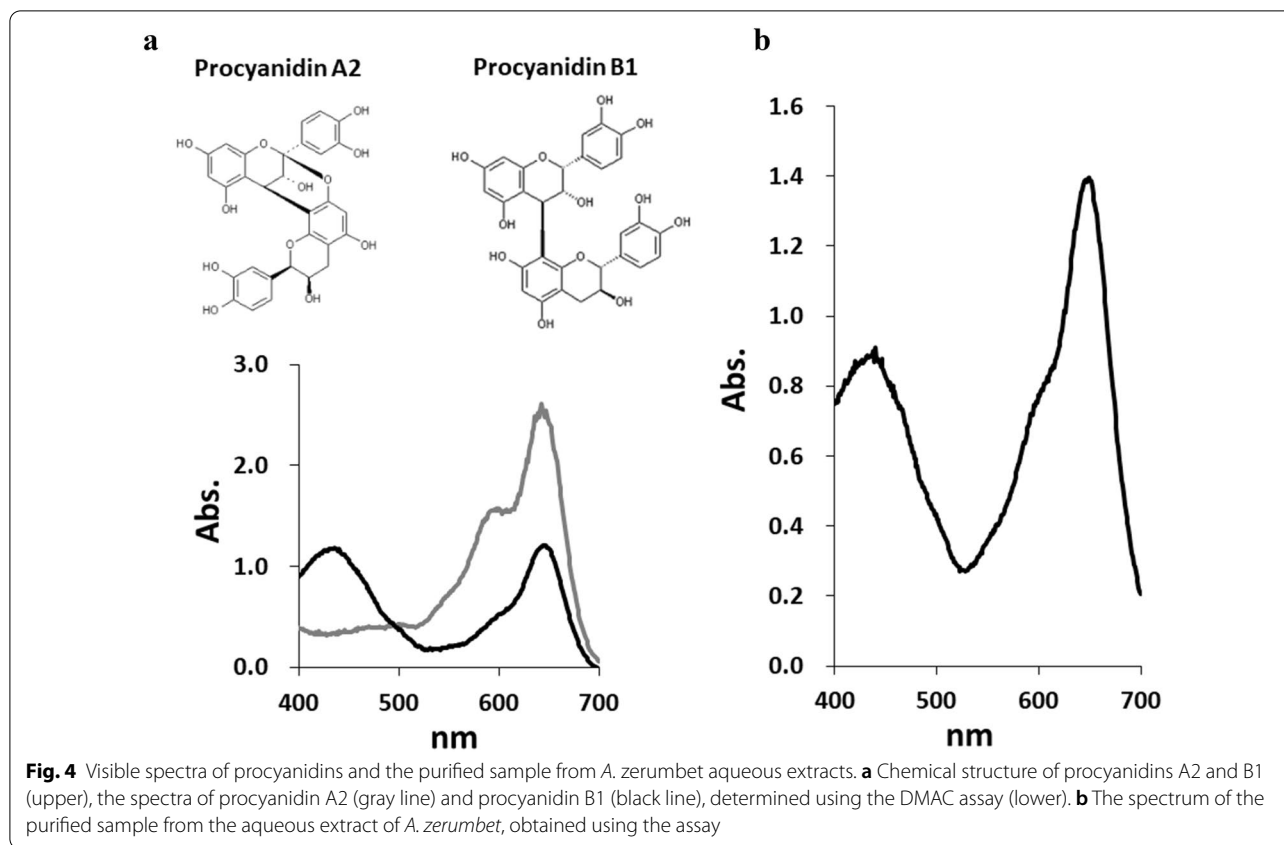 a
b
Procyanidin A2
Procyanidin B1
OH
OH
HO
O
O
OH
OH
O
OH
HO
HO
OH
OH
OH
HO
O
OH
OH
OH
OH
HO
O
OH
OH
OH
3.0
2.0
1.0
0.0
Abs.
400 500 600 700
nm
1.6
1.4
1.2
1.0
0.8
0.6
0.4
0.2
0.0
Abs.
400 500 600 700
nm
Fig. 4 Visible spectra of procyanidins and the purified sample from A. zerumbet aqueous extracts. a Chemical structure of procyanidins A2 and B1
(upper), the spectra of procyanidin A2 (gray line) and procyanidin B1 (black line), determined using the DMAC assay (lower). b The spectrum of the
purified sample from the aqueous extract of A. zerumbet, obtained using the assay